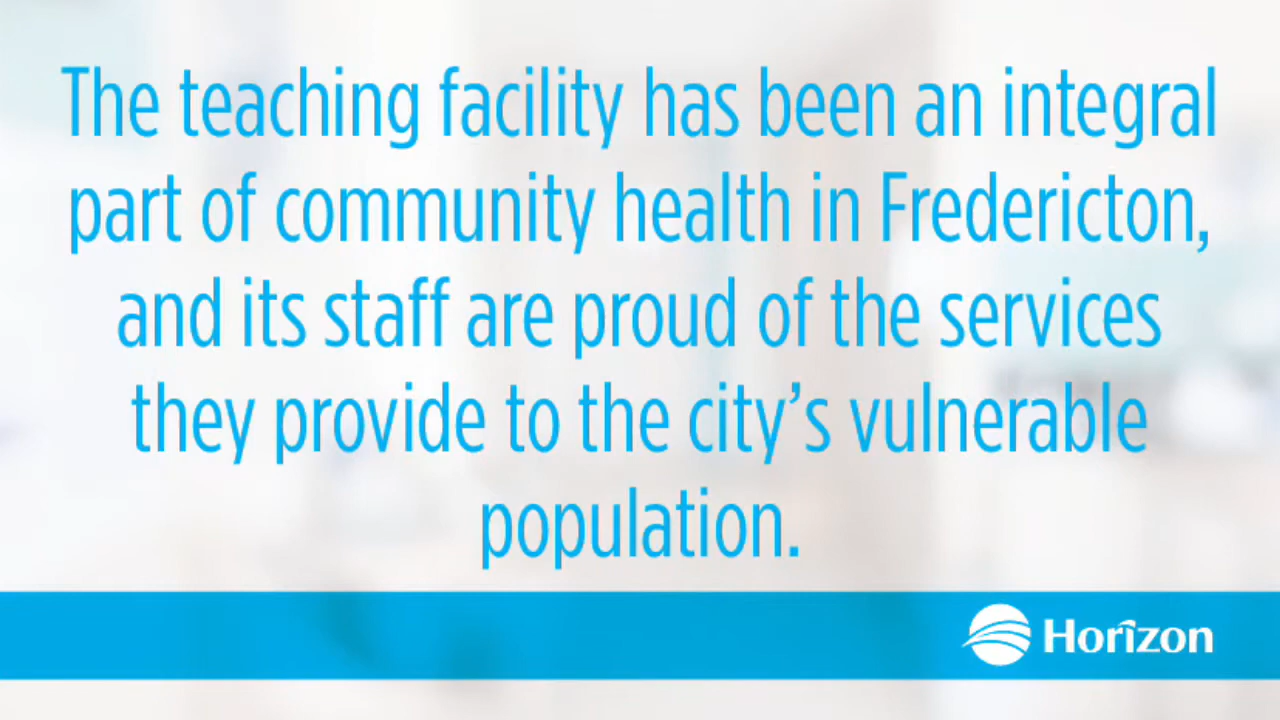 The teaching facility has been an integral
part of community health in Fredericton,
and its staff are proud of the services
they provide to the city’s vulnerable
population.
Horizon